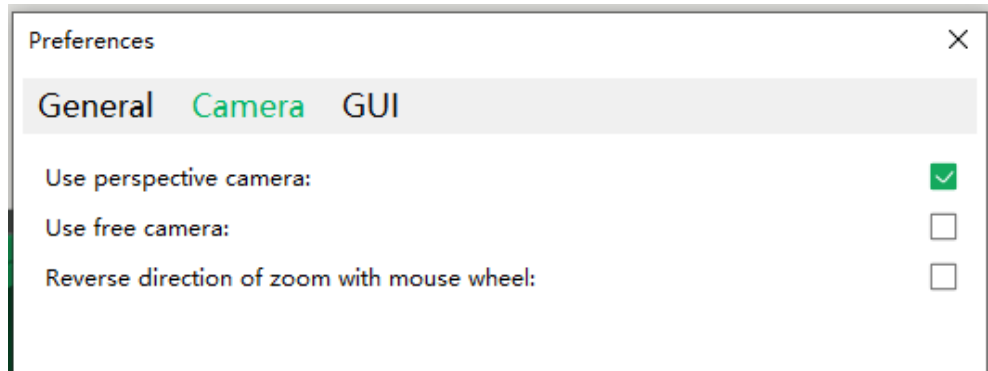 Preferences
General Camera GUI
Use perspective camera:
Use free camera:
Reverse direction of zoom with mouse wheel: